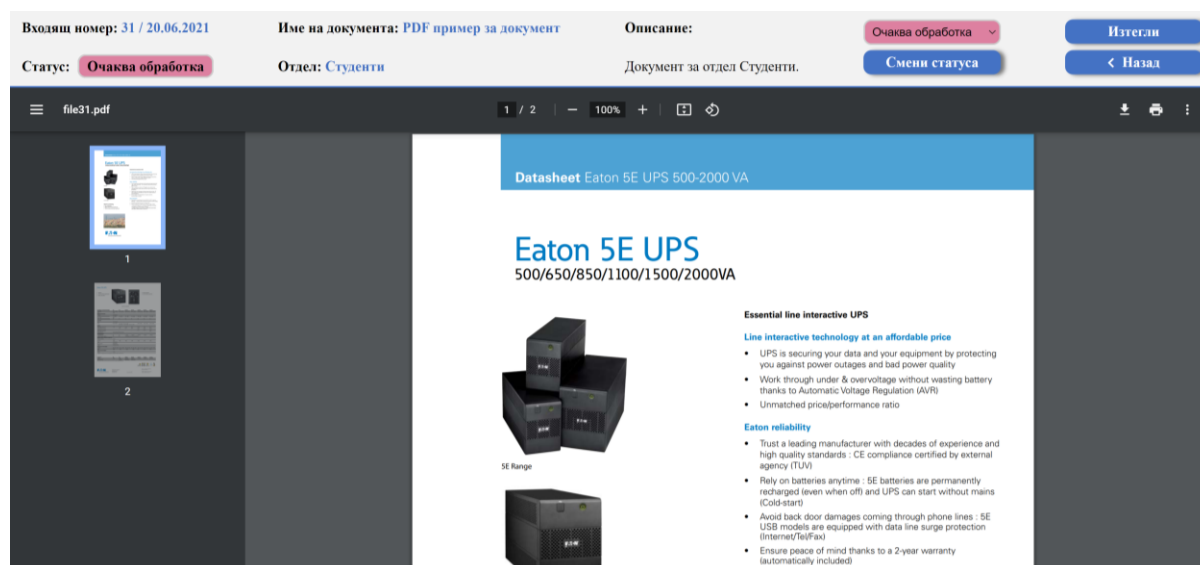 Входящ номер: 31 / 20.06.2021
Име на документа: PDF пример за документ
Описание:
Очаква обработка
Изтегли
Статус: Очаква обработка
Отдел: Студенти
Документ за отдел Студенти.
Смени статуса
Назад
file31.pdf
1 / 2
100%
1
2
Datasheet Eaton 5E UPS 500-2000 VA
Eaton 5E UPS
500/650/850/1100/1500/2000VA
5E Range
Essential line interactive UPS
Line interactive technology at an affordable price
• UPS is securing your data and your equipment by protecting
you against power outages and bad power quality
• Work through under & overvoltage without wasting battery
thanks to Automatic Voltage Regulation (AVR)
• Unmatched price/performance ratio
Eaton reliability
• Trust a leading manufacturer with decades of experience and
high quality standards : CE compliance certified by external
agency (TUV)
• Rely on batteries anytime : 5E batteries are permanently
recharged (even when off) and UPS can start without mains
(Cold-start)
• Avoid back door damages coming through phone lines : 5E
USB models are equipped with data line surge protection
(Internet/Tel/Fax)
• Ensure peace of mind thanks to a 2-year warranty
(automatically included)